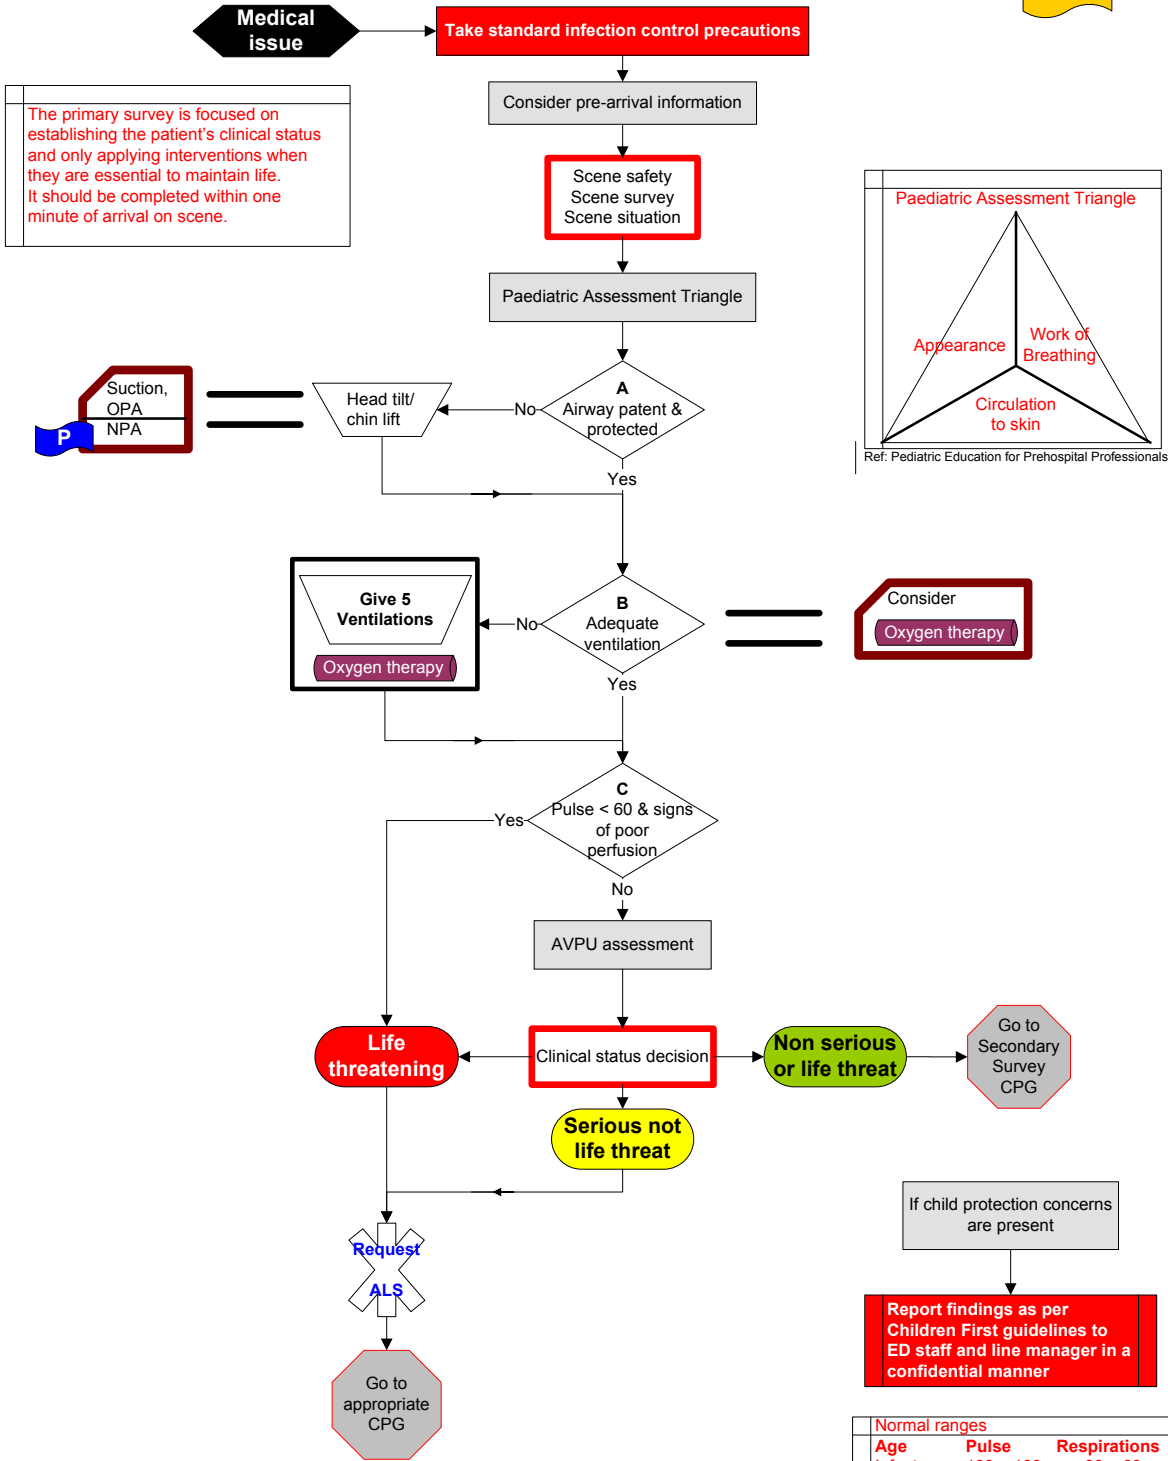 Medical
issue
Take standard infection control precautions
The primary survey is focused on
establishing the patient's clinical status
and only applying interventions when
they are essential to maintain life.
It should be completed within one
minute of arrival on scene.
Consider pre-arrival information
Scene safety
Scene survey
Scene situation
Paediatric Assessment Triangle
Paediatric Assessment Triangle
Appearance
Work of
Breathing
Circulation
to skin
Ref: Pediatric Education for Prehospital Professionals
Suction,
OPA
NPA
P
Head tilt/
chin lift
No
A
Airway patent &
protected
Yes
Give 5
Ventilations
Oxygen therapy
No
B
Adequate
ventilation
Yes
Consider
Oxygen therapy
C
Pulse < 60 & signs
of poor
perfusion
Yes
No
AVPU assessment
Life
threatening
Clinical status decision
Non serious
or life threat
Go to
Secondary
Survey
CPG
Serious not
life threat
Request
ALS
Go to
appropriate
CPG
If child protection concerns
are present
Report findings as per
Children First guidelines to
ED staff and line manager in a
confidential manner
Normal ranges
Age Pulse Respirations